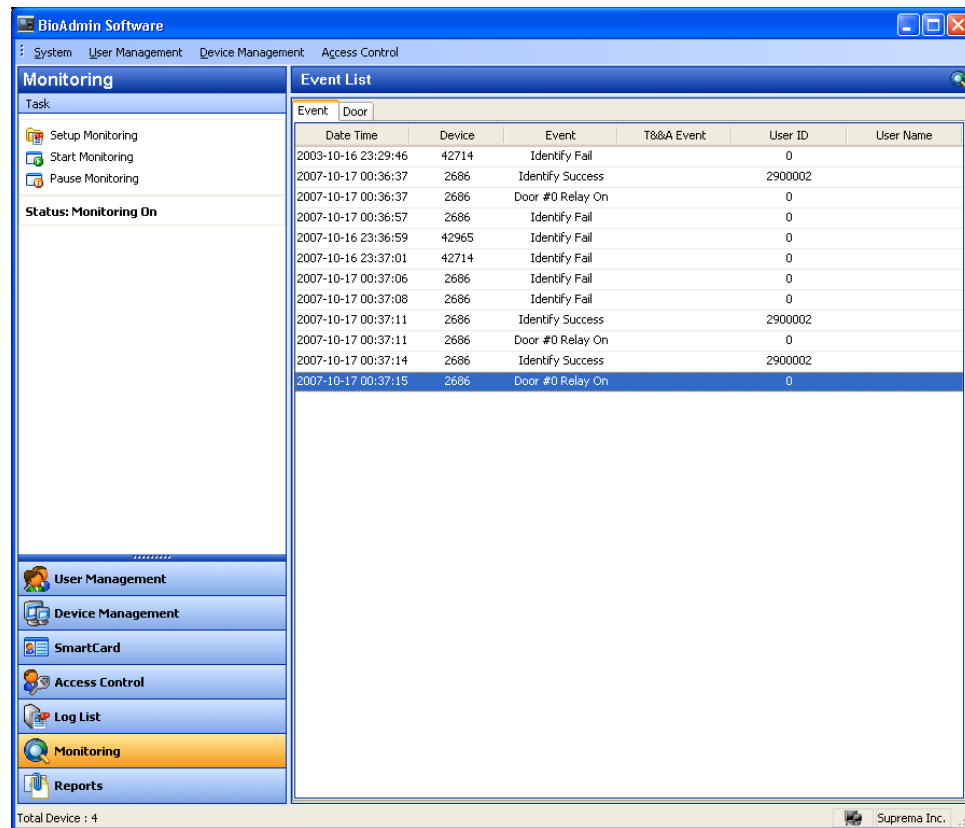 BioAdmin Software
System User Management Device Management Access Control
Monitoring
Task
Setup Monitoring
Start Monitoring
Pause Monitoring
Status: Monitoring On
User Management
Device Management
SmartCard
Access Control
Log List
Monitoring
Reports
Event List
Event Door
Date Time Device Event T&&A Event User ID User Name
2003-10-16 23:29:46 42714 Identify Fail 0
2007-10-17 00:36:37 2686 Identify Success 2900002
2007-10-17 00:36:37 2686 Door #0 Relay On 0
2007-10-17 00:36:57 2686 Identify Fail 0
2007-10-16 23:36:59 42965 Identify Fail 0
2007-10-16 23:37:01 42714 Identify Fail 0
2007-10-17 00:37:06 2686 Identify Fail 0
2007-10-17 00:37:08 2686 Identify Fail 0
2007-10-17 00:37:11 2686 Identify Success 2900002
2007-10-17 00:37:11 2686 Door #0 Relay On 0
2007-10-17 00:37:14 2686 Identify Success 2900002
2007-10-17 00:37:15 2686 Door #0 Relay On 0
Total Device : 4 Suprema Inc.